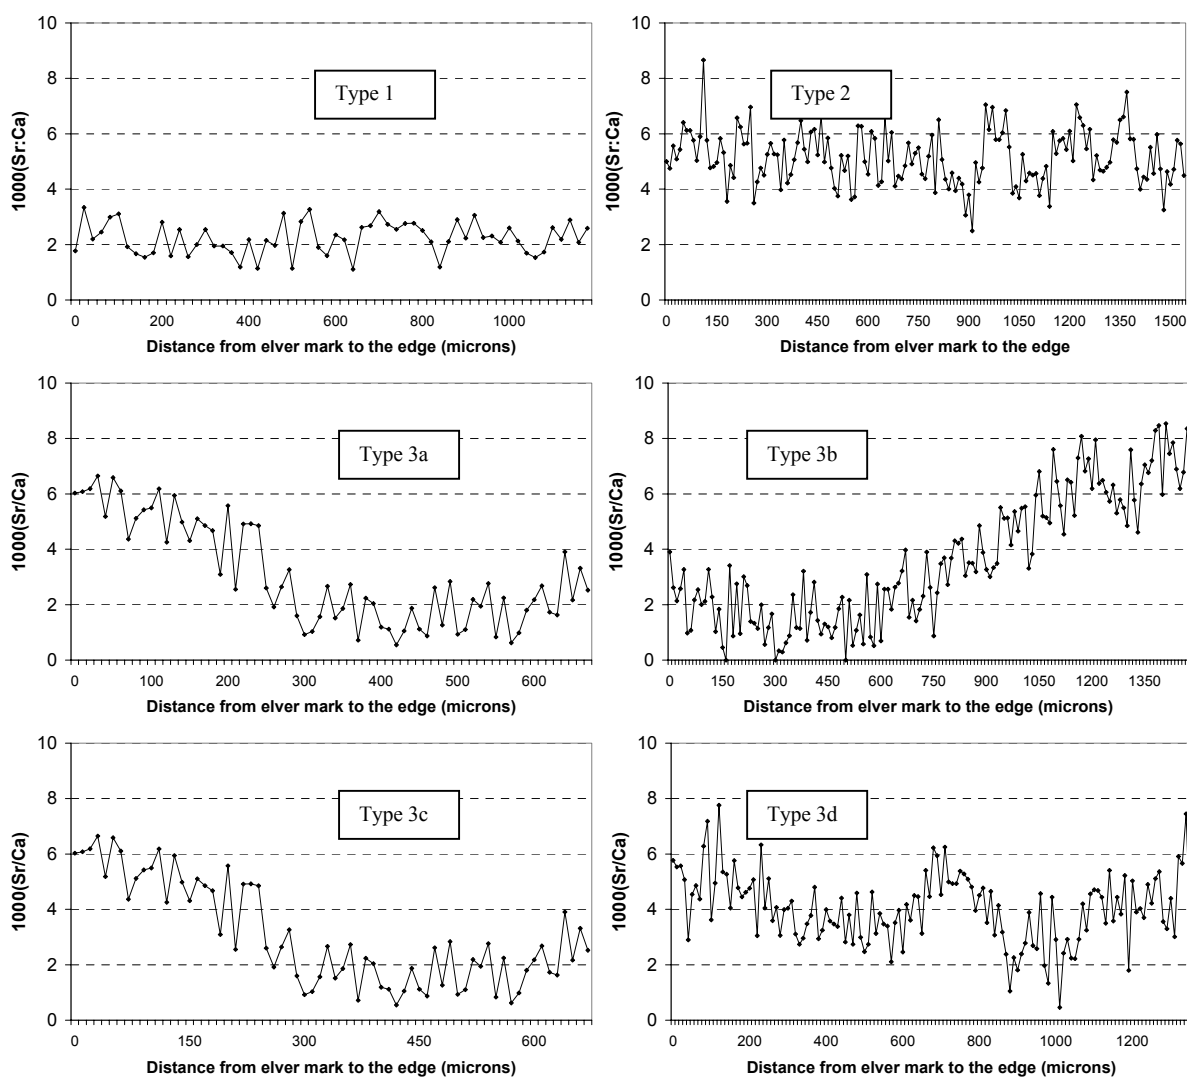 10
8
6
4
2
0
1000(Sr:Ca)
Type 1
0 200 400 600 800 1000
Distance from elver mark to the edge (microns)
10
8
6
4
2
0
1000(Sr:Ca)
Type 2
0 150 300 450 600 750 900 1050 1200 1350 1500
Distance from elver mark to the edge
10
8
6
4
2
0
1000(Sr/Ca)
Type 3a
0 100 200 300 400 500 600
Distance from elver mark to the edge (microns)
10
8
6
4
2
0
1000(Sr/Ca)
Type 3b
0 150 300 450 600 750 900 1050 1200 1350
Distance from elver mark to the edge (microns)
10
8
6
4
2
0
1000(Sr/Ca)
Type 3c
0 150 300 450 600
Distance from elver mark to the edge (microns)
10
8
6
4
2
0
1000(Sr/Ca)
Type 3d
0 200 400 600 800 1000 1200
Distance from elver mark to the edge (microns)